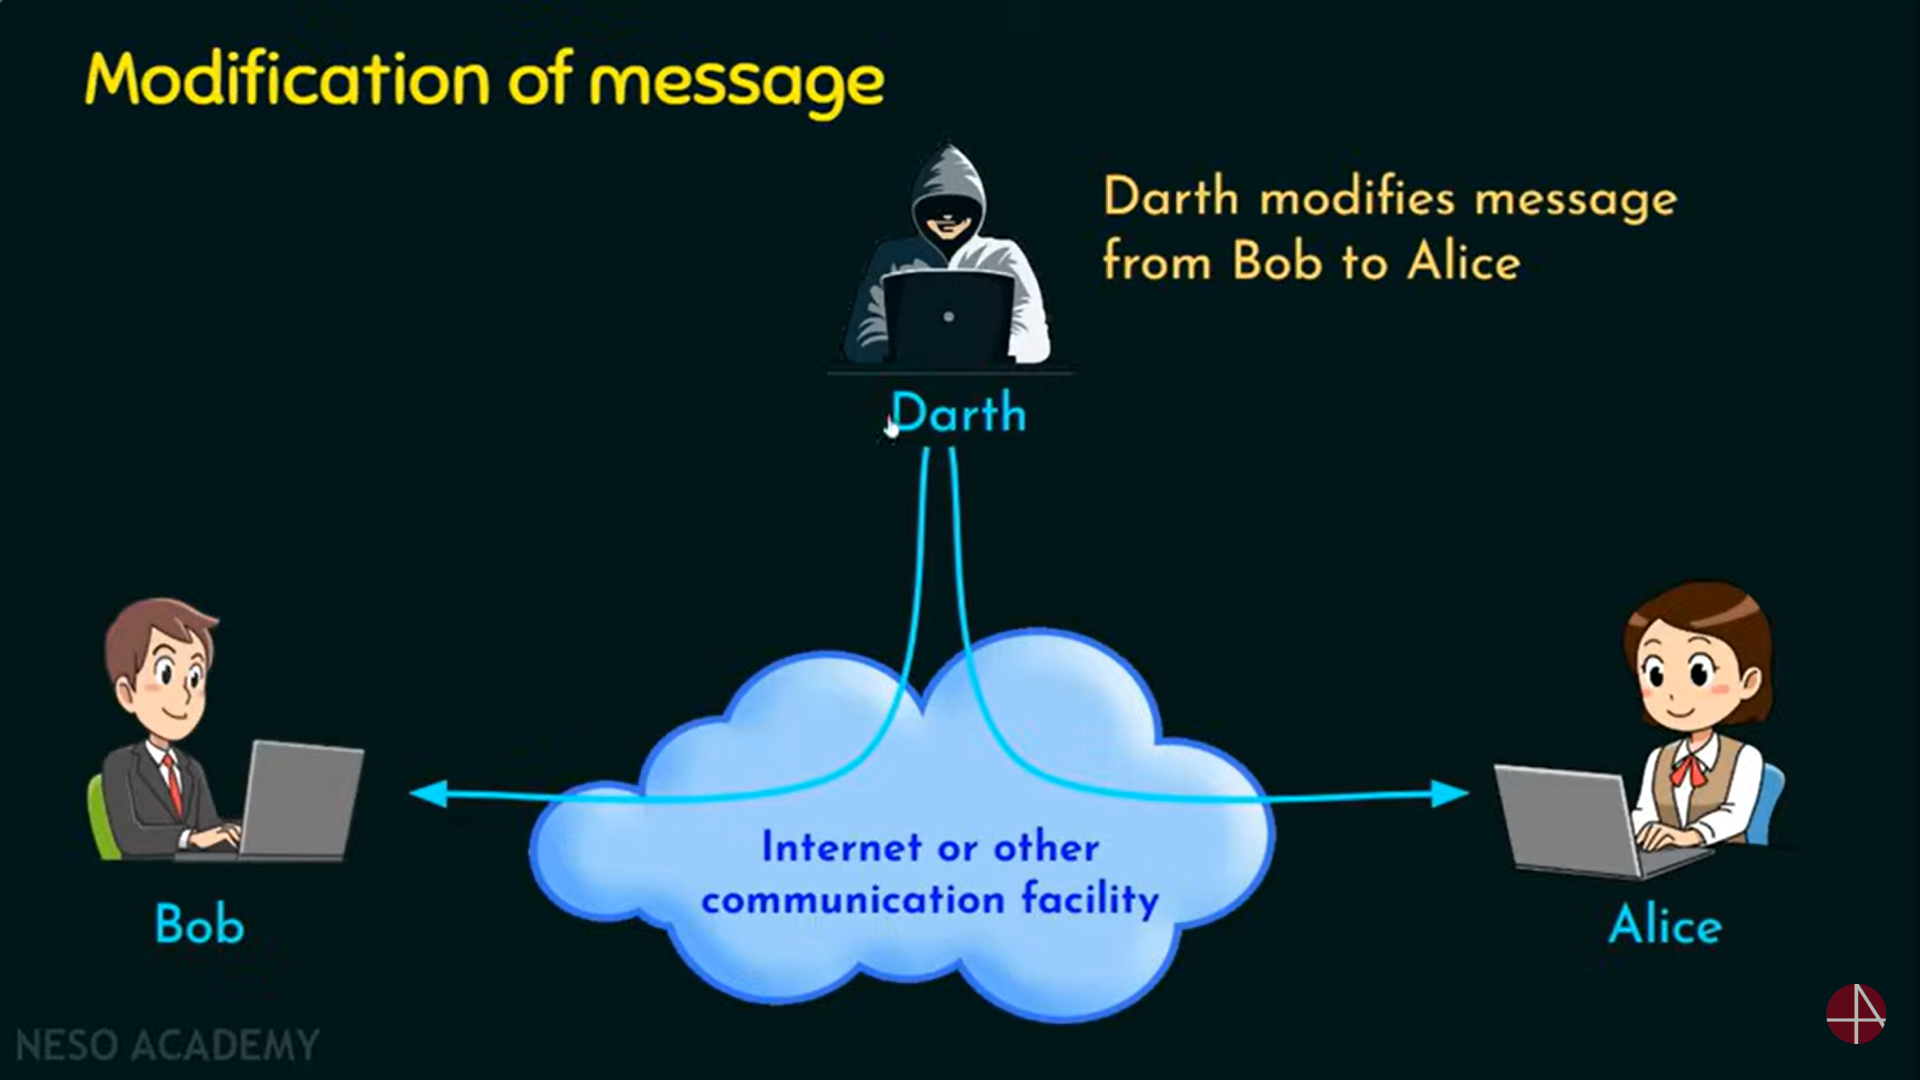 Modification of message
Darth modifies message
from Bob to Alice
Darth
Internet or other
communication facility
Bob
Alice
NESO ACADEMY